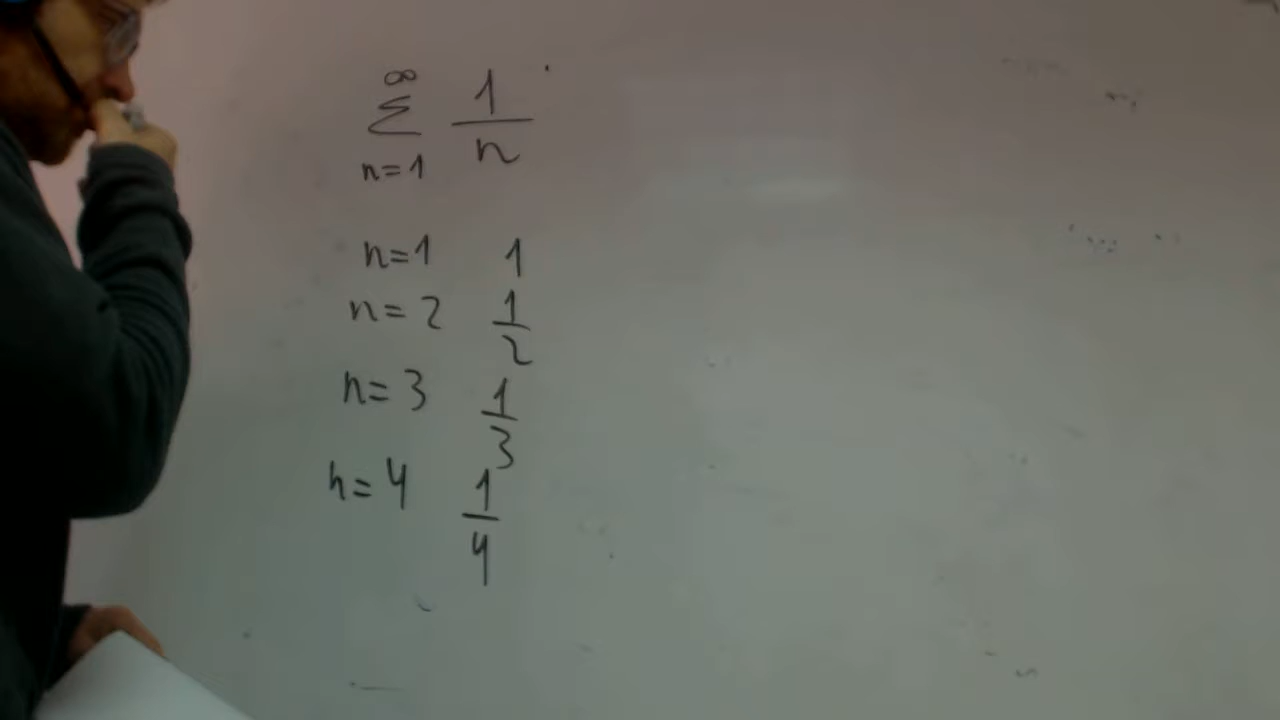 ∞
Σ 1/n
n=1
n=1 1
n=2 1/2
n=3 1/3
n=4 1/4